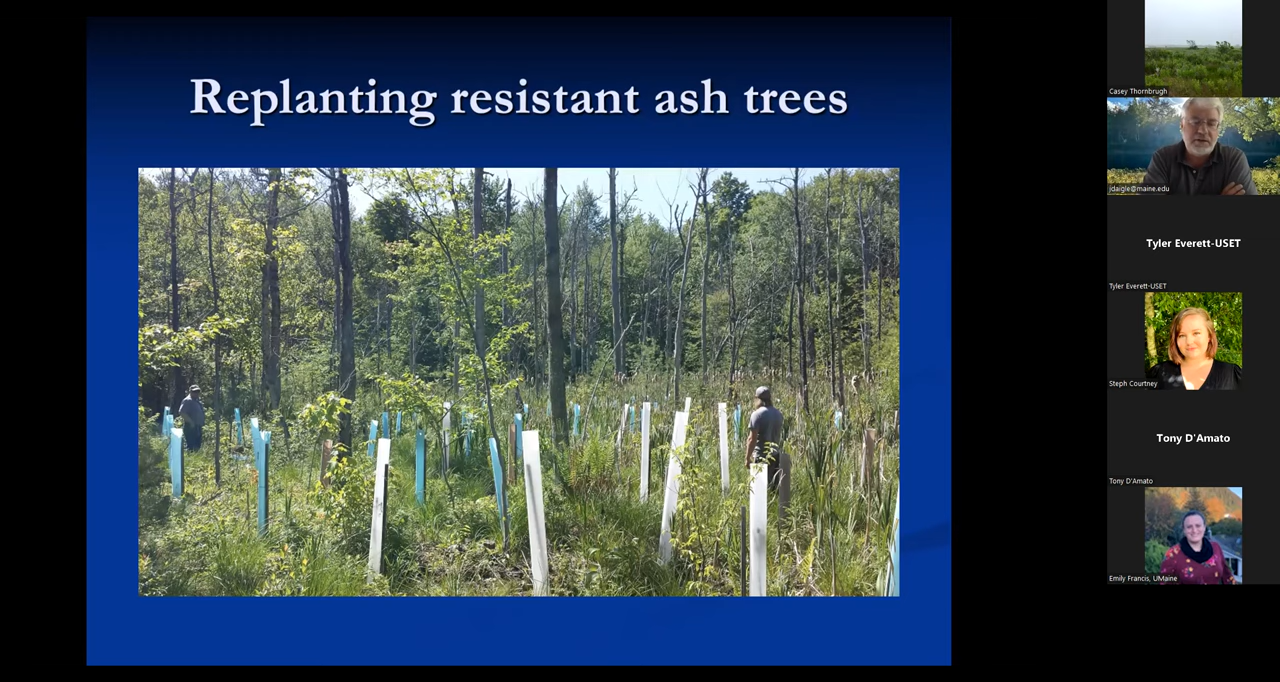 Replanting resistant ash trees
Casey Thornbrugh
jdaigle@maine.edu
Tyler Everett-USET
Tyler Everett-USET
Steph Courtney
Tony D'Amato
Tony D'Amato
Emily Francis, UMaine